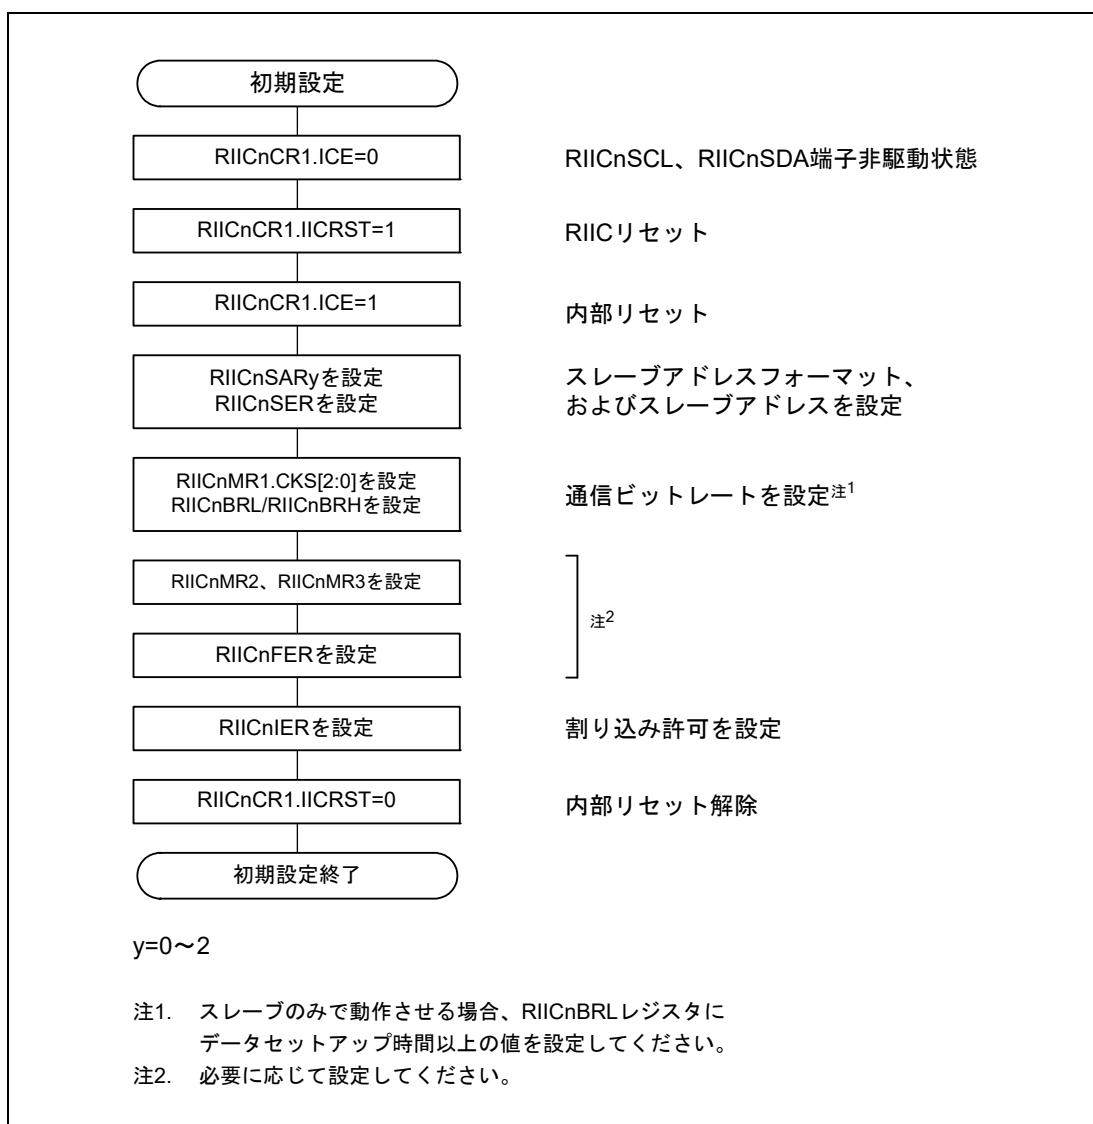 初期設定
RIICnCR1.ICE=0
RIICnSCL、RIICnSDA端子非駆動状態
RIICnCR1.IICRST=1
RIICリセット
RIICnCR1.ICE=1
内部リセット
RIICnSARyを設定
RIICnSERを設定
スレーブアドレスフォーマット、
およびスレーブアドレスを設定
RIICnMR1.CKS[2:0]を設定
RIICnBRL/RIICnBRHを設定
通信ビットレートを設定注1
RIICnMR2、RIICnMR3を設定
注2
RIICnFERを設定
RIICnIERを設定
割り込み許可を設定
RIICnCR1.IICRST=0
内部リセット解除
初期設定終了
y=0～2
注1. スレーブのみで動作させる場合、RIICnBRLレジスタに
データセットアップ時間以上の値を設定してください。
注2. 必要に応じて設定してください。